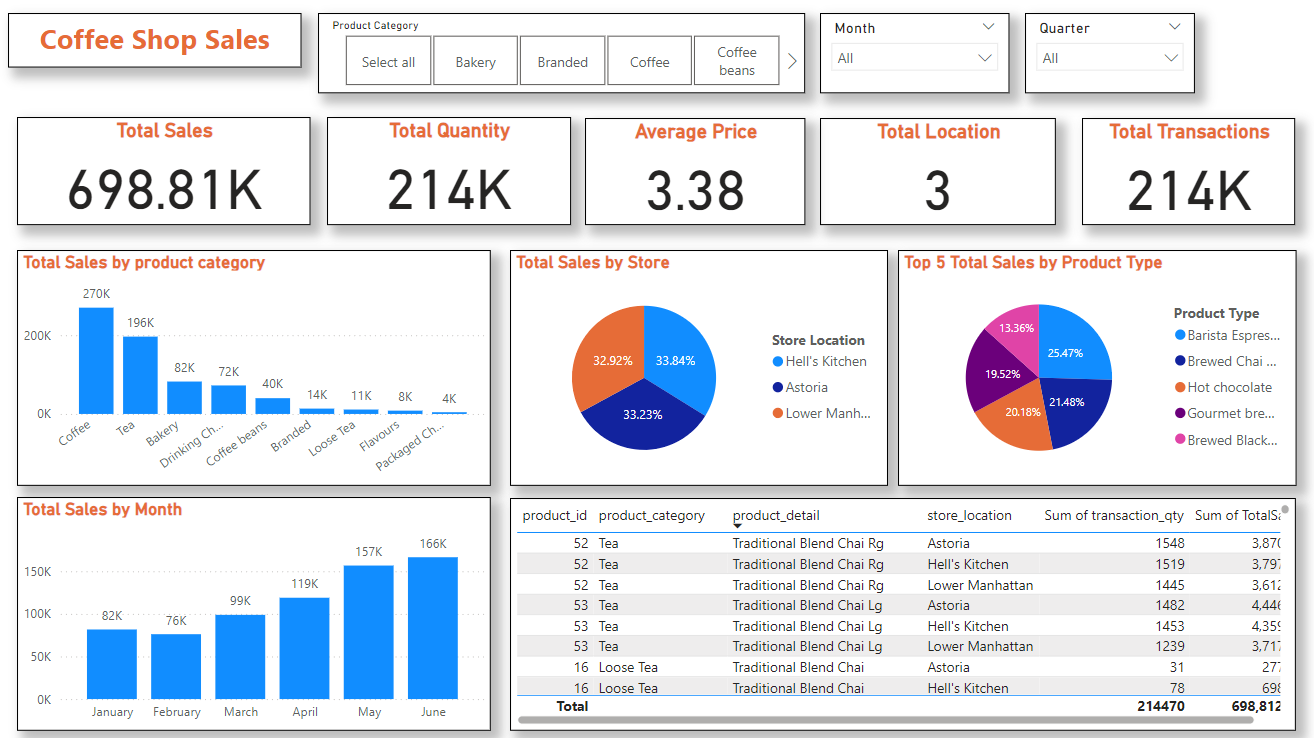 Coffee Shop Sales
Product Category
Select all
Bakery
Branded
Coffee
Coffee
beans
Month
All
Quarter
All
Total Sales
698.81K
Total Quantity
214K
Average Price
3.38
Total Location
3
Total Transactions
214K
Total Sales by product category
270K
196K
82K
72K
40K
14K
11K
8K
4K
200K
0K
Coffee
Tea
Bakery
Drinking Ch...
Coffee beans
Branded
Loose Tea
Flavours
Packaged Ch...
Total Sales by Store
32.92%
33.84%
33.23%
Store Location
Hell's Kitchen
Astoria
Lower Manh...
Top 5 Total Sales by Product Type
13.36%
25.47%
19.52%
20.18%
21.48%
Product Type
Barista Espres...
Brewed Chai ...
Hot chocolate
Gourmet bre...
Brewed Black...
Total Sales by Month
150K
100K
50K
0K
82K
76K
99K
119K
157K
166K
January
February
March
April
May
June
product_id product_category product_detail store_location Sum of transaction_qty Sum of TotalSa
52 Tea Traditional Blend Chai Rg Astoria 1548 3,870
52 Tea Traditional Blend Chai Rg Hell's Kitchen 1519 3,797
52 Tea Traditional Blend Chai Rg Lower Manhattan 1445 3,612
53 Tea Traditional Blend Chai Lg Astoria 1482 4,446
53 Tea Traditional Blend Chai Lg Hell's Kitchen 1453 4,359
53 Tea Traditional Blend Chai Lg Lower Manhattan 1239 3,717
16 Loose Tea Traditional Blend Chai Astoria 31 277
16 Loose Tea Traditional Blend Chai Hell's Kitchen 78 698
Total 214470 698,812